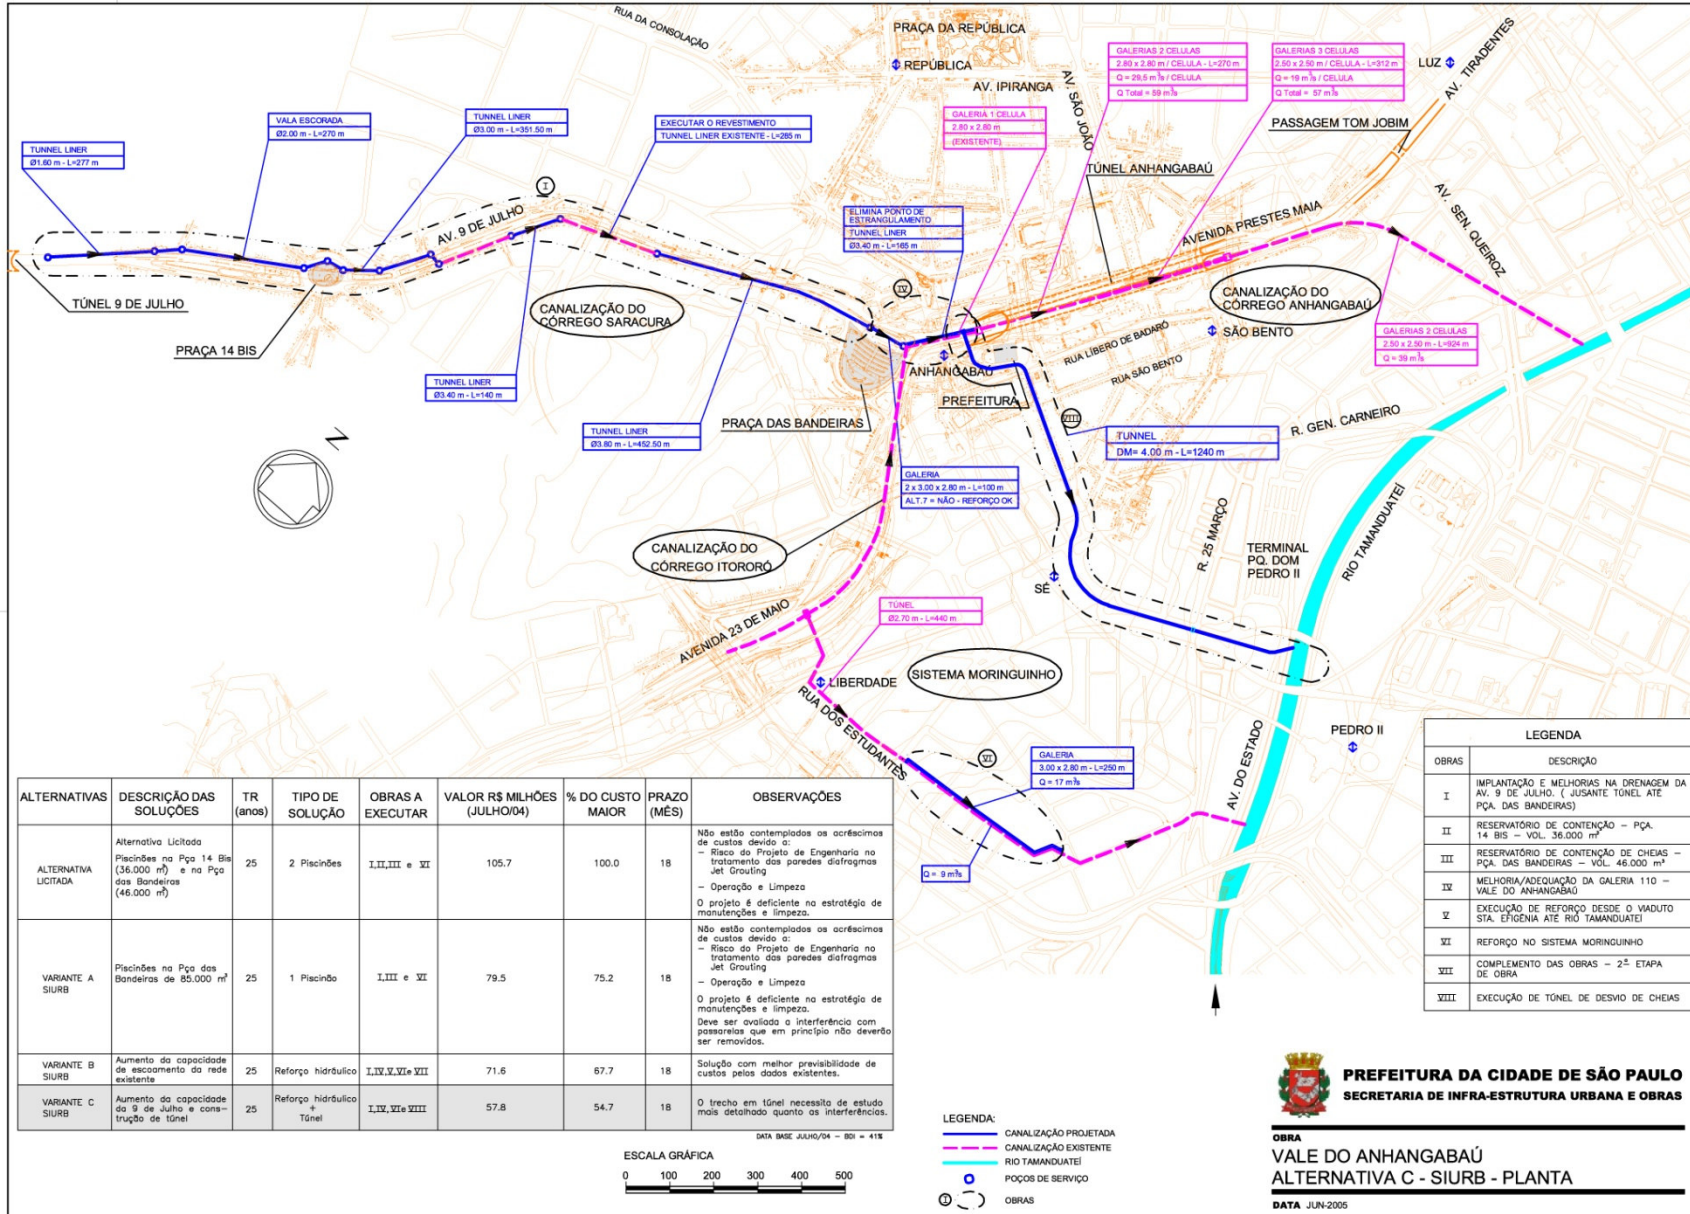 RUA DA CONSOLAÇÃO
PRAÇA DA REPÚBLICA
REPÚBLICA
AV. IPIRANGA
AV. SÃO JOÃO
GALERIAS 2 CELULAS
2.80 x 2.80 m / CELULA - L=270 m
Q = 29,5 m³/s / CELULA
Q Total = 59 m³/s
GALERIAS 3 CELULAS
2.50 x 2.50 m / CELULA - L=312 m
Q = 19 m³/s / CELULA
Q Total = 57 m³/s
LUZ
AV. TIRADENTES
PASSAGEM TOM JOBIM
GALERIA 1 CELULA
2.80 x 2.80 m
(EXISTENTE)
TÚNEL ANHANGABAÚ
AV. SEN. QUEIROZ
VALA ESCORADA
Ø2.00 m - L=270 m
TUNNEL LINER
Ø3.00 m - L=351.50 m
EXECUTAR O REVESTIMENTO
TUNNEL LINER EXISTENTE - L=285 m
TUNNEL LINER
Ø1.60 m - L=277 m
I
AV. 9 DE JULHO
ELIMINA PONTO DE
ESTRANGULAMENTO
TUNNEL LINER
Ø3.40 m - L=165 m
AVENIDA PRESTES MAIA
TÚNEL 9 DE JULHO
CANALIZAÇÃO DO
CÓRREGO SARACURA
IV
CANALIZAÇÃO DO
CÓRREGO ANHANGABAÚ
PRAÇA 14 BIS
RUA LÍBERO DE BADARÓ
SÃO BENTO
RUA SÃO BENTO
GALERIAS 2 CELULAS
2.50 x 2.50 m - L=924 m
Q = 39 m³/s
TUNNEL LINER
Ø3.40 m - L=140 m
ANHANGABAÚ
PREFEITURA
TUNNEL LINER
Ø3.80 m - L=452.50 m
PRAÇA DAS BANDEIRAS
VIII
R. GEN. CARNEIRO
TUNNEL
DM= 4.00 m - L=1240 m
N
GALERIA
2 x 3.00 x 2.80 m - L=100 m
ALT.7 = NÃO - REFORÇO OK
CANALIZAÇÃO DO
CÓRREGO ITORORÓ
R. 25 MARÇO
TERMINAL
PQ. DOM
PEDRO II
RIO TAMANDUATEÍ
SÉ
AVENIDA 23 DE MAIO
TÚNEL
Ø2.70 m - L=440 m
LIBERDADE
SISTEMA MORINGUINHO
RUA DOS ESTUDANTES
AV. DO ESTADO
PEDRO II
VI
GALERIA
3.00 x 2.80 m - L=250 m
Q = 17 m³/s
Q = 9 m³/s
LEGENDA
OBRAS DESCRIÇÃO
I IMPLANTAÇÃO E MELHORIAS NA DRENAGEM DA
AV. 9 DE JULHO. ( JUSANTE TÚNEL ATÉ
PÇA. DAS BANDEIRAS)
II RESERVATÓRIO DE CONTENÇÃO – PÇA.
14 BIS – VOL. 36.000 m³
III RESERVATÓRIO DE CONTENÇÃO DE CHEIAS –
PÇA. DAS BANDEIRAS – VOL. 46.000 m³
IV MELHORIA/ADEQUAÇÃO DA GALERIA 110 –
VALE DO ANHANGABAÚ
V EXECUÇÃO DE REFORÇO DESDE O VIADUTO
STA. EFIGÊNIA ATÉ RIO TAMANDUATEÍ
VI REFORÇO NO SISTEMA MORINGUINHO
VII COMPLEMENTO DAS OBRAS – 2ª ETAPA
DE OBRA
VIII EXECUÇÃO DE TÚNEL DE DESVIO DE CHEIAS
ALTERNATIVAS DESCRIÇÃO DAS SOLUÇÕES TR (anos) TIPO DE SOLUÇÃO OBRAS A EXECUTAR VALOR R$ MILHÕES (JULHO/04) % DO CUSTO MAIOR PRAZO (MÊS) OBSERVAÇÕES
ALTERNATIVA
LICITADA
Alternativa Licitada
Piscinões na Pça 14 Bis
(36.000 m³) e na Pça
das Bandeiras
(46.000 m³)
25 2 Piscinões I,II,III e VI 105.7 100.0 18
Não estão contemplados os acréscimos
de custos devido a:
– Risco do Projeto de Engenharia no
tratamento das paredes diafragmas
Jet Grouting
– Operação e Limpeza
O projeto é deficiente na estratégia de
manutenções e limpeza.
VARIANTE A
SIURB
Piscinões na Pça das
Bandeiras de 85.000 m³
25 1 Piscinão I,III e VI 79.5 75.2 18
Não estão contemplados os acréscimos
de custos devido a:
– Risco do Projeto de Engenharia no
tratamento das paredes diafragmas
Jet Grouting
– Operação e Limpeza
O projeto é deficiente na estratégia de
manutenções e limpeza.
Deve ser avaliada a interferência com
passarelas que em princípio não deverão
ser removidos.
VARIANTE B
SIURB
Aumento da capacidade
de escoamento da rede
existente
25 Reforço hidráulico I,IV,V,VI e VII 71.6 67.7 18
Solução com melhor previsibilidade de
custos pelos dados existentes.
VARIANTE C
SIURB
Aumento da capacidade
da 9 de Julho e cons-
trução de túnel
25 Reforço hidráulico + Túnel I,IV,VI e VIII 57.8 54.7 18
O trecho em túnel necessita de estudo
mais detalhado quanto as interferências.
DATA BASE JULHO/04 – BDI = 41%
ESCALA GRÁFICA
0 100 200 300 400 500
LEGENDA:
CANALIZAÇÃO PROJETADA
CANALIZAÇÃO EXISTENTE
RIO TAMANDUATEÍ
POÇOS DE SERVIÇO
I OBRAS
PREFEITURA DA CIDADE DE SÃO PAULO
SECRETARIA DE INFRA-ESTRUTURA URBANA E OBRAS
OBRA
VALE DO ANHANGABAÚ
ALTERNATIVA C - SIURB - PLANTA
DATA JUN-2005